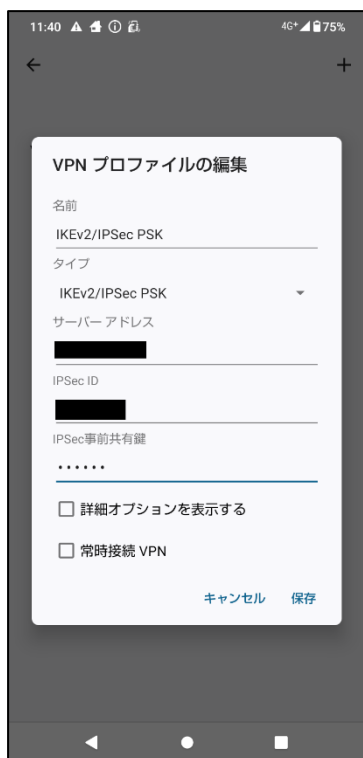 11:40
4G+
75%
VPN プロファイルの編集
名前
IKEv2/IPSec PSK
タイプ
IKEv2/IPSec PSK
サーバー アドレス
IPSec ID
IPSec事前共有鍵
••••••
詳細オプションを表示する
常時接続 VPN
キャンセル 保存